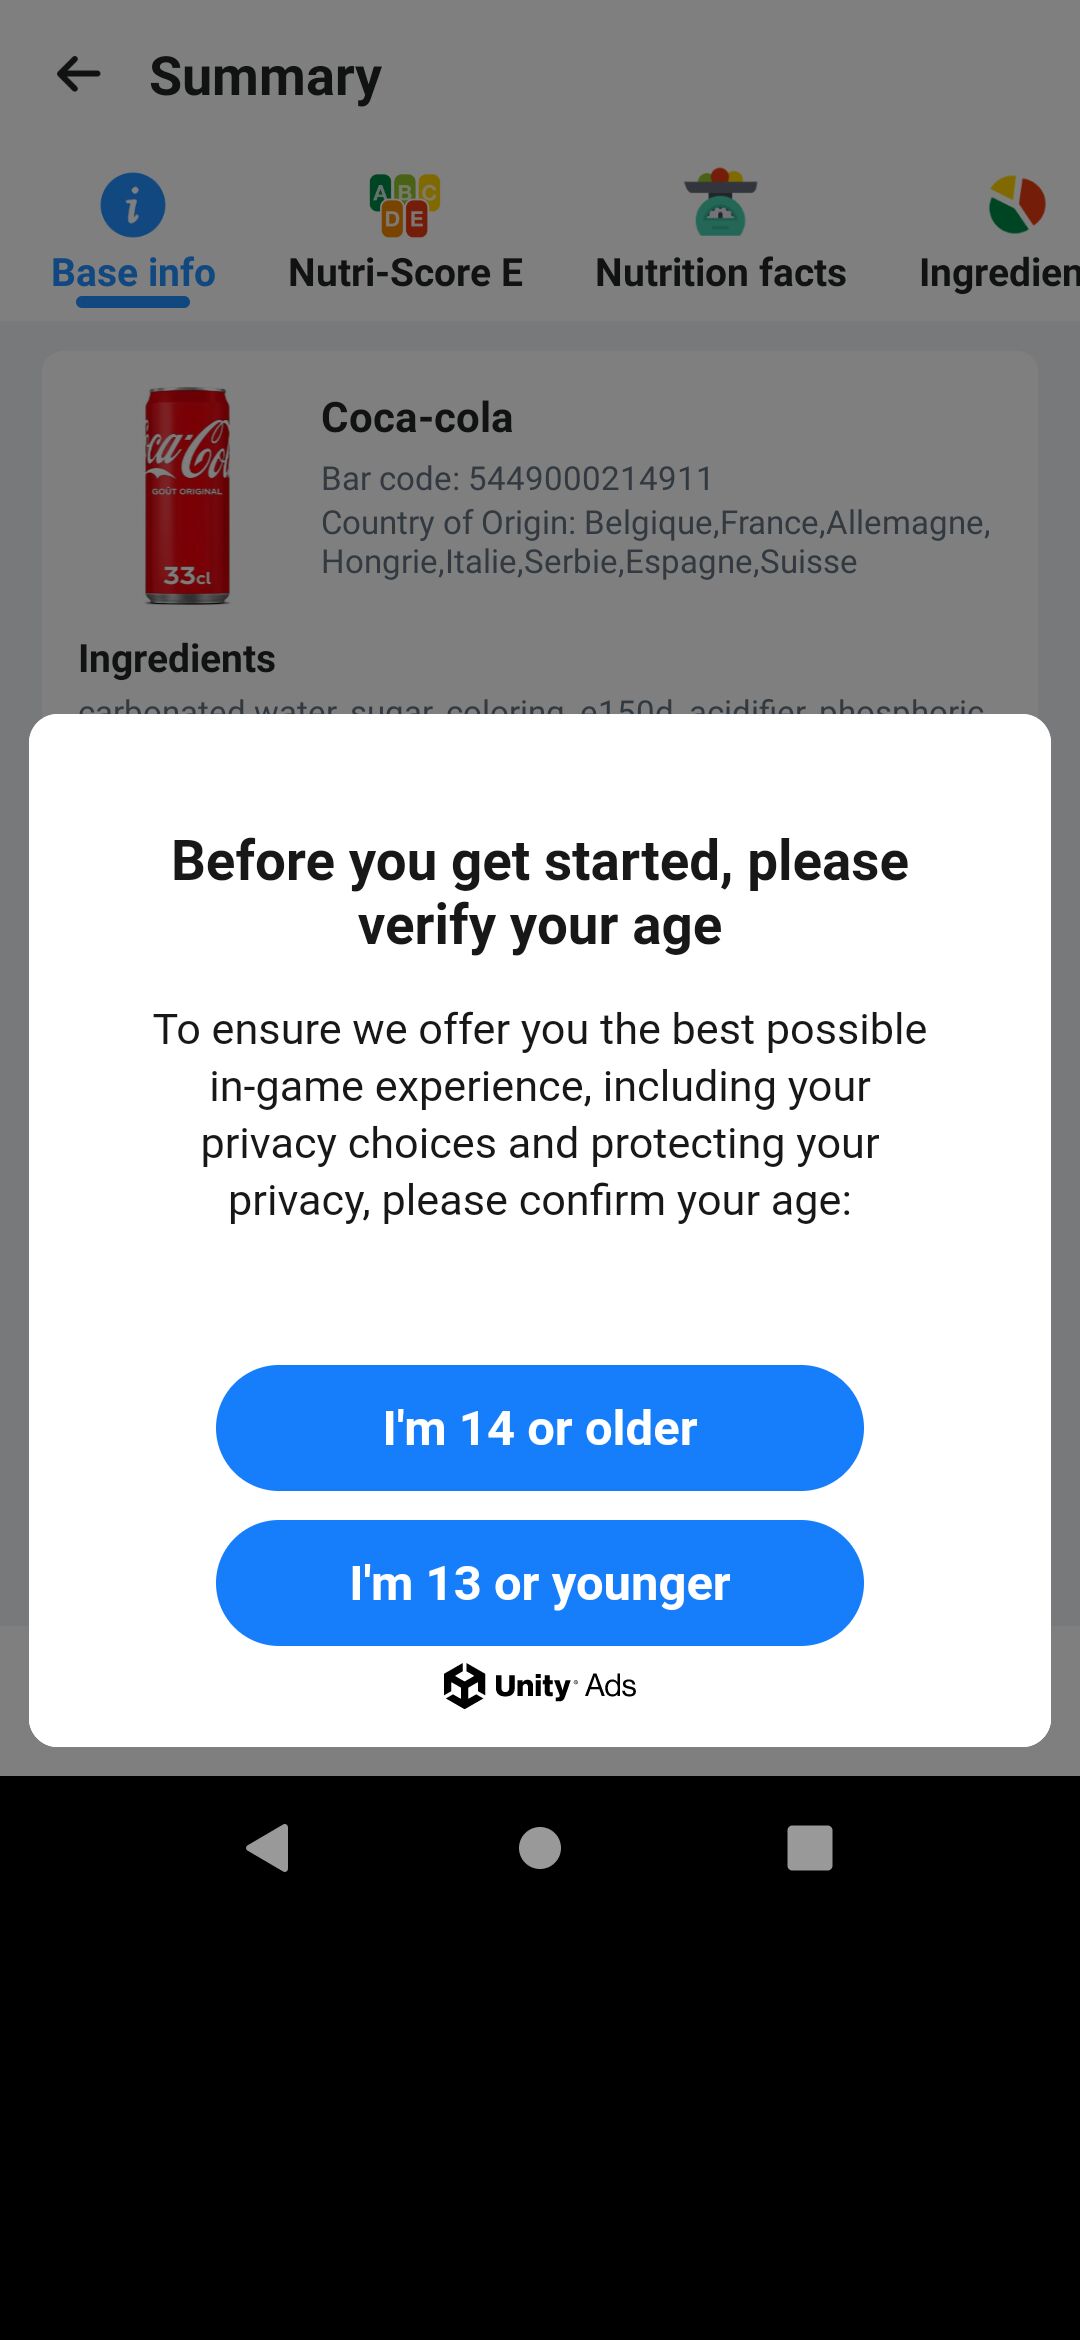 Summary
i
A B C
D E
Base info
Nutri-Score E
Nutrition facts
Ingredien
Coca-Cola
GOÛT ORIGINAL
33cl
Coca-cola
Bar code: 5449000214911
Country of Origin: Belgique,France,Allemagne,
Hongrie,Italie,Serbie,Espagne,Suisse
Ingredients
carbonated water, sugar, coloring, e150d, acidifier, phosphoric
Before you get started, please
verify your age
To ensure we offer you the best possible
in-game experience, including your
privacy choices and protecting your
privacy, please confirm your age:
I'm 14 or older
I'm 13 or younger
Unity Ads